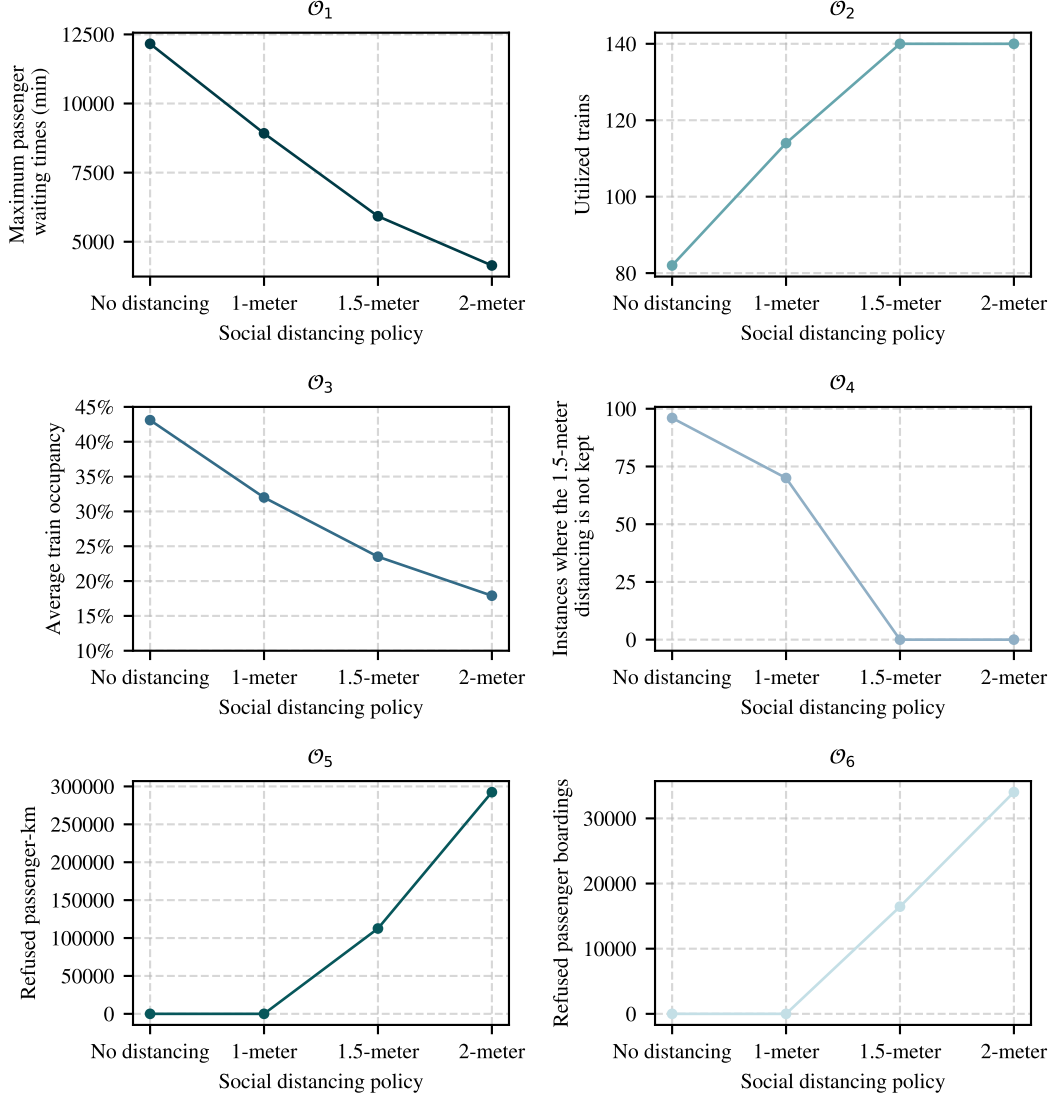 𝒪₁
12500
10000
7500
5000
Maximum passenger
waiting times (min)
No distancing 1-meter 1.5-meter 2-meter
Social distancing policy
𝒪₂
140
120
100
80
Utilized trains
No distancing 1-meter 1.5-meter 2-meter
Social distancing policy
𝒪₃
45%
40%
35%
30%
25%
20%
15%
10%
Average train occupancy
No distancing 1-meter 1.5-meter 2-meter
Social distancing policy
𝒪₄
100
75
50
25
0
Instances where the 1.5-meter
distancing is not kept
No distancing 1-meter 1.5-meter 2-meter
Social distancing policy
𝒪₅
300000
250000
200000
150000
100000
50000
0
Refused passenger-km
No distancing 1-meter 1.5-meter 2-meter
Social distancing policy
𝒪₆
30000
20000
10000
0
Refused passenger boardings
No distancing 1-meter 1.5-meter 2-meter
Social distancing policy